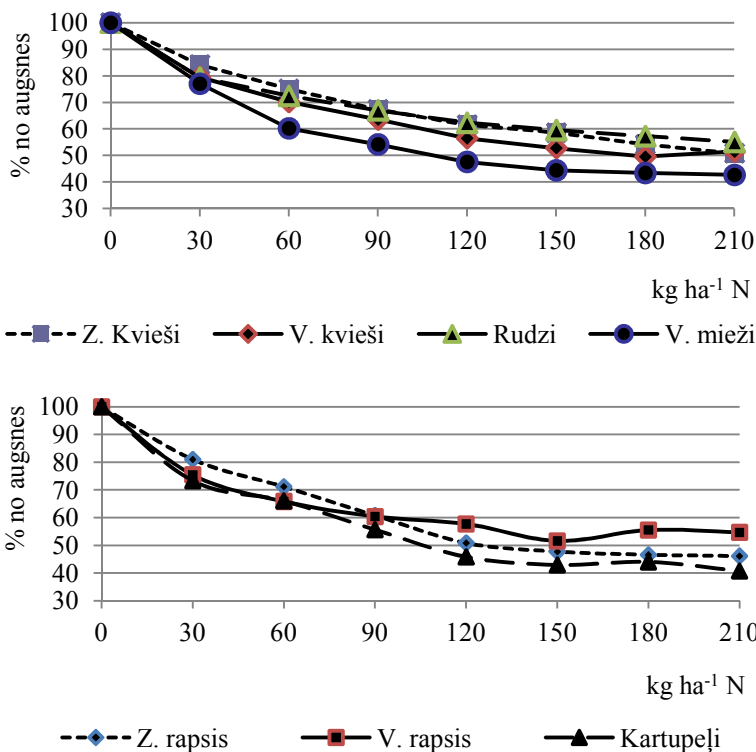 % no augsnes
100
90
80
70
60
50
40
30
0 30 60 90 120 150 180 210
kg ha⁻¹ N
Z. Kvieši V. kvieši Rudzi V. mieži
% no augsnes
100
90
80
70
60
50
40
30
0 30 60 90 120 150 180 210
kg ha⁻¹ N
Z. rapsis V. rapsis Kartupeļi